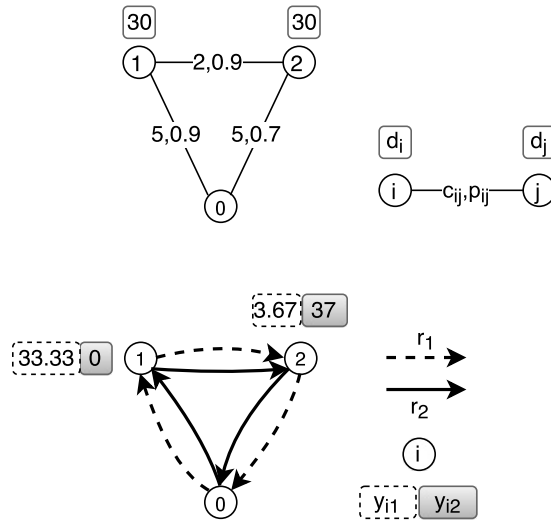 30 30
1 2,0.9 2
5,0.9 5,0.7
0
d_i d_j
i c_ij,p_ij j
3.67 37
33.33 0 1 2
0
r_1
r_2
i
y_i1 y_i2